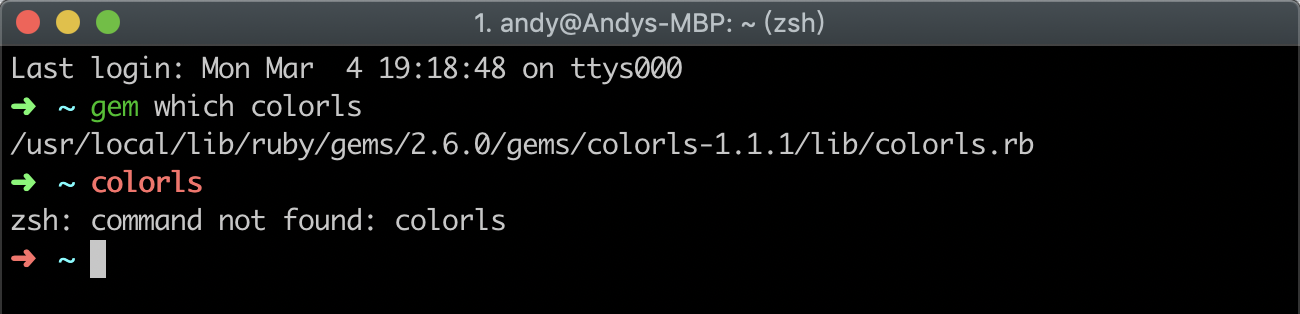 1. andy@Andys-MBP: ~ (zsh)
Last login: Mon Mar  4 19:18:48 on ttys000
➜ ~ gem which colorls
/usr/local/lib/ruby/gems/2.6.0/gems/colorls-1.1.1/lib/colorls.rb
➜ ~ colorls
zsh: command not found: colorls
➜ ~